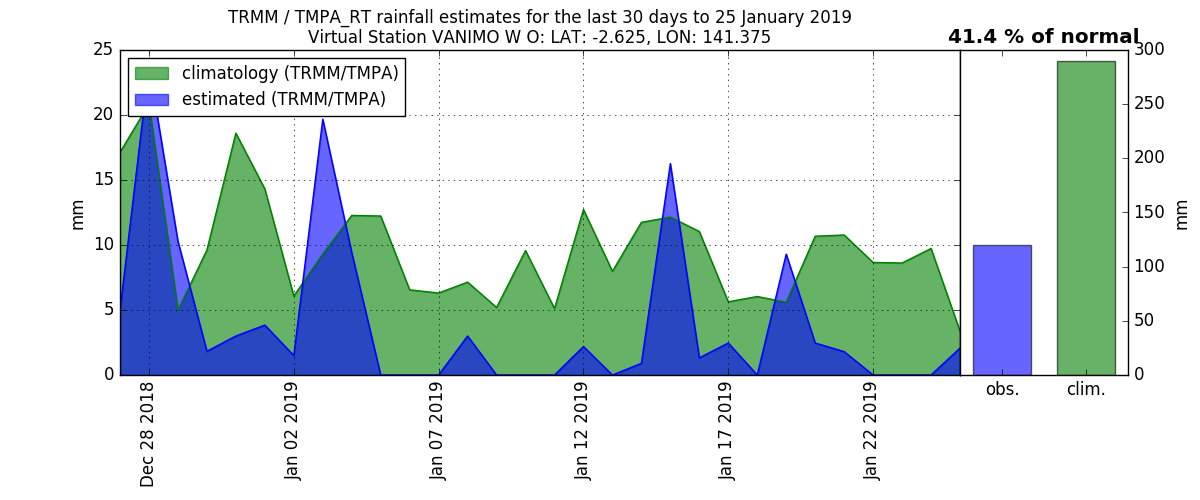 TRMM / TMPA_RT rainfall estimates for the last 30 days to 25 January 2019
Virtual Station VANIMO W O: LAT: -2.625, LON: 141.375
41.4 % of normal
climatology (TRMM/TMPA)
estimated (TRMM/TMPA)
25
20
15
10
5
0
mm
Dec 28 2018
Jan 02 2019
Jan 07 2019
Jan 12 2019
Jan 17 2019
Jan 22 2019
obs.
clim.
300
250
200
150
100
50
0
mm